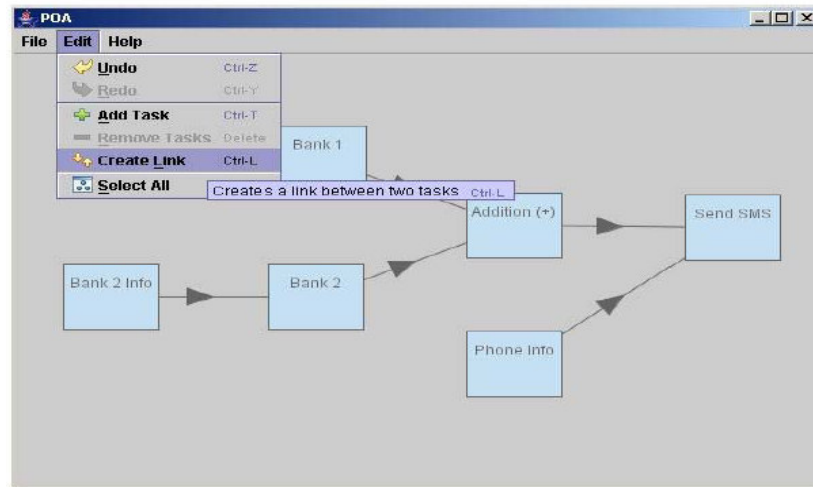 POA
File Edit Help
Undo Ctrl-Z
Redo Ctrl-Y
Add Task Ctrl-T
Remove Tasks Delete
Create Link Ctrl-L
Select All
Creates a link between two tasks Ctrl-L
Bank 1
Addition (+)
Send SMS
Bank 2 Info
Bank 2
Phone Info